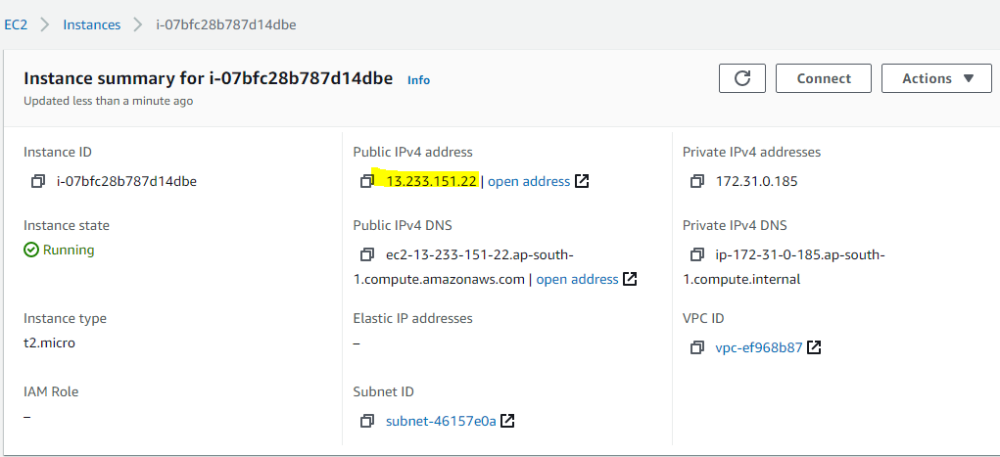 EC2 > Instances > i-07bfc28b787d14dbe
Instance summary for i-07bfc28b787d14dbe Info
Updated less than a minute ago
Connect
Actions
Instance ID
i-07bfc28b787d14dbe
Public IPv4 address
13.233.151.22 | open address
Private IPv4 addresses
172.31.0.185
Instance state
Running
Public IPv4 DNS
ec2-13-233-151-22.ap-south-
1.compute.amazonaws.com | open address
Private IPv4 DNS
ip-172-31-0-185.ap-south-
1.compute.internal
Instance type
t2.micro
Elastic IP addresses
–
VPC ID
vpc-ef968b87
IAM Role
–
Subnet ID
subnet-46157e0a